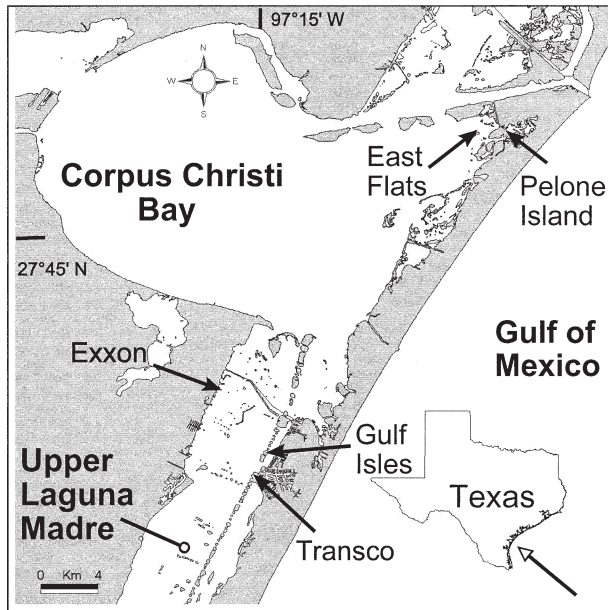 97°15' W
N
W E
S
East
Flats
Pelone
Island
Corpus Christi
Bay
27°45' N
Gulf of
Mexico
Exxon
Gulf
Isles
Upper
Laguna
Madre
Texas
Transco
0 Km 4